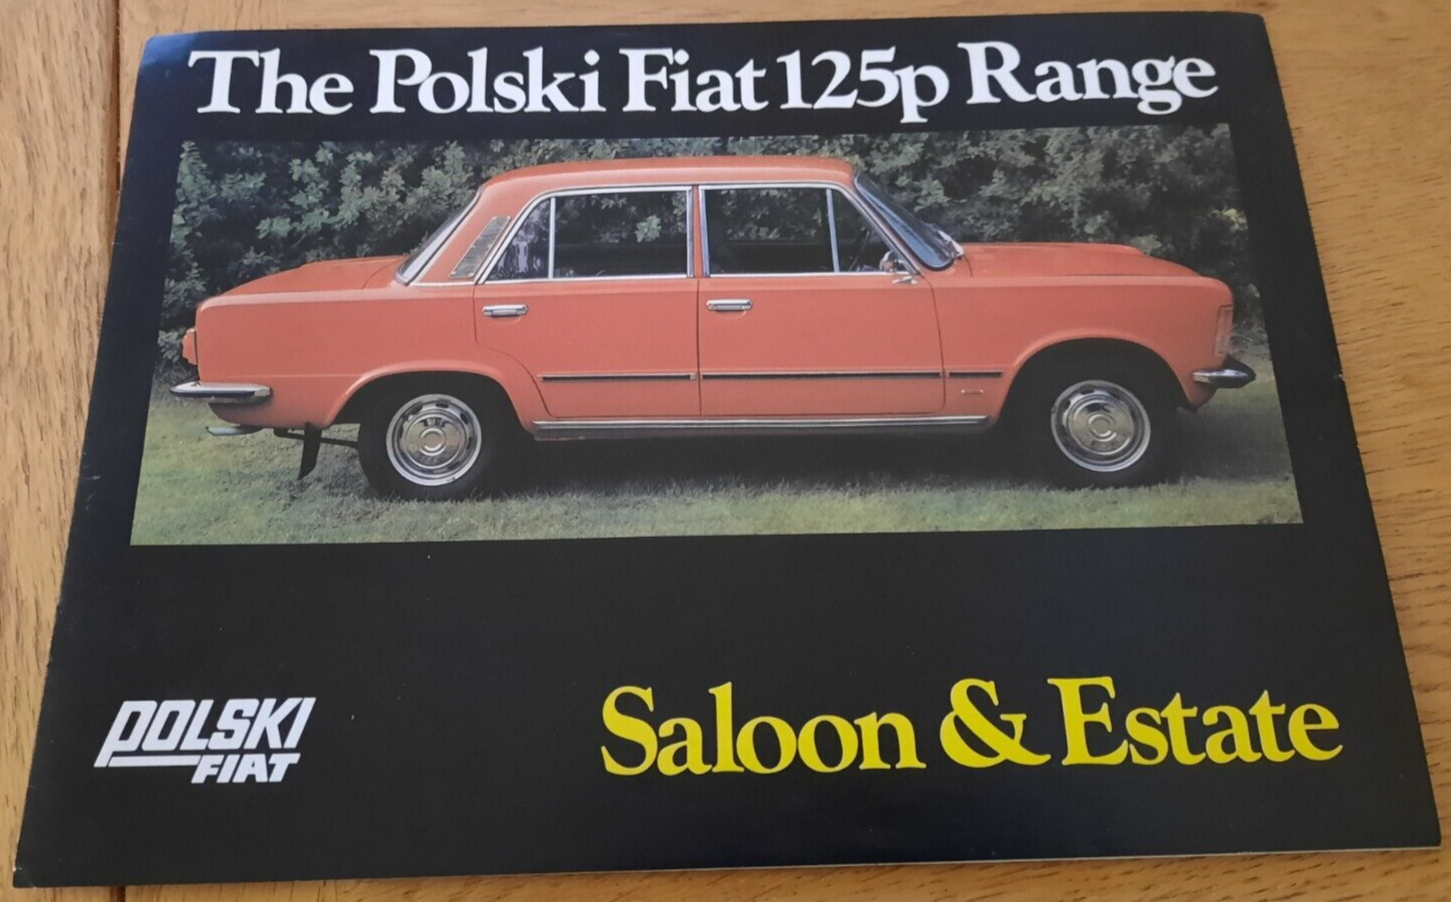 The Polski Fiat 125p Range
POLSKI
FIAT
Saloon & Estate